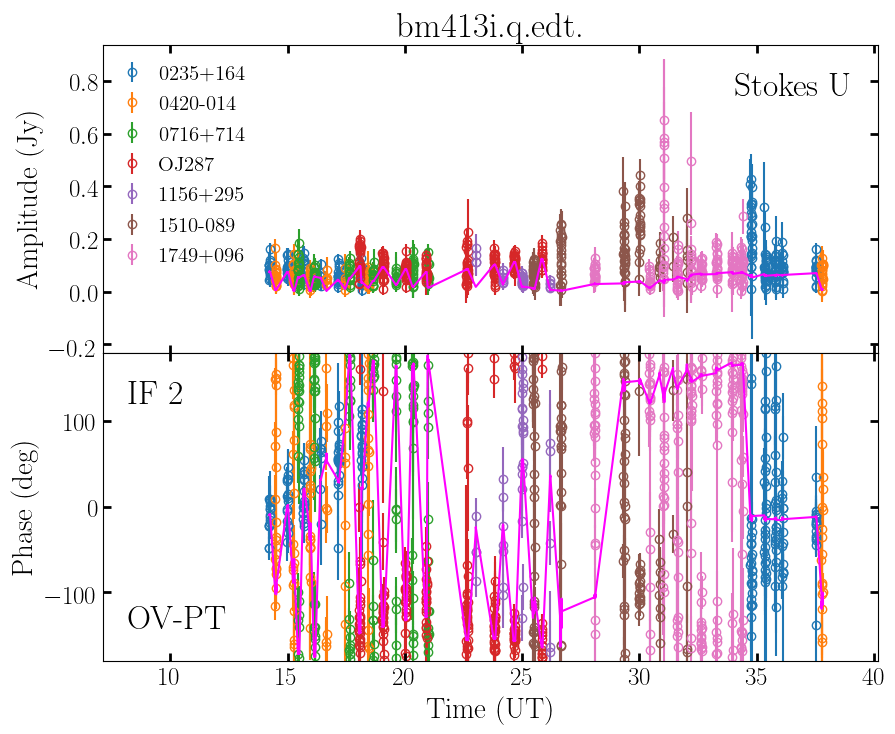 bm413i.q.edt.
Stokes U
0235+164
0420-014
0716+714
OJ287
1156+295
1510-089
1749+096
Amplitude (Jy)
0.8
0.6
0.4
0.2
0.0
−0.2
IF 2
OV-PT
Phase (deg)
100
0
−100
10 15 20 25 30 35 40
Time (UT)